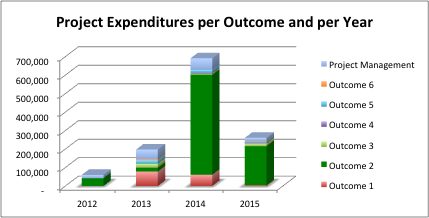 Project Expenditures per Outcome and per Year
700,000
600,000
500,000
400,000
300,000
200,000
100,000
-
2012 2013 2014 2015
Project Management
Outcome 6
Outcome 5
Outcome 4
Outcome 3
Outcome 2
Outcome 1